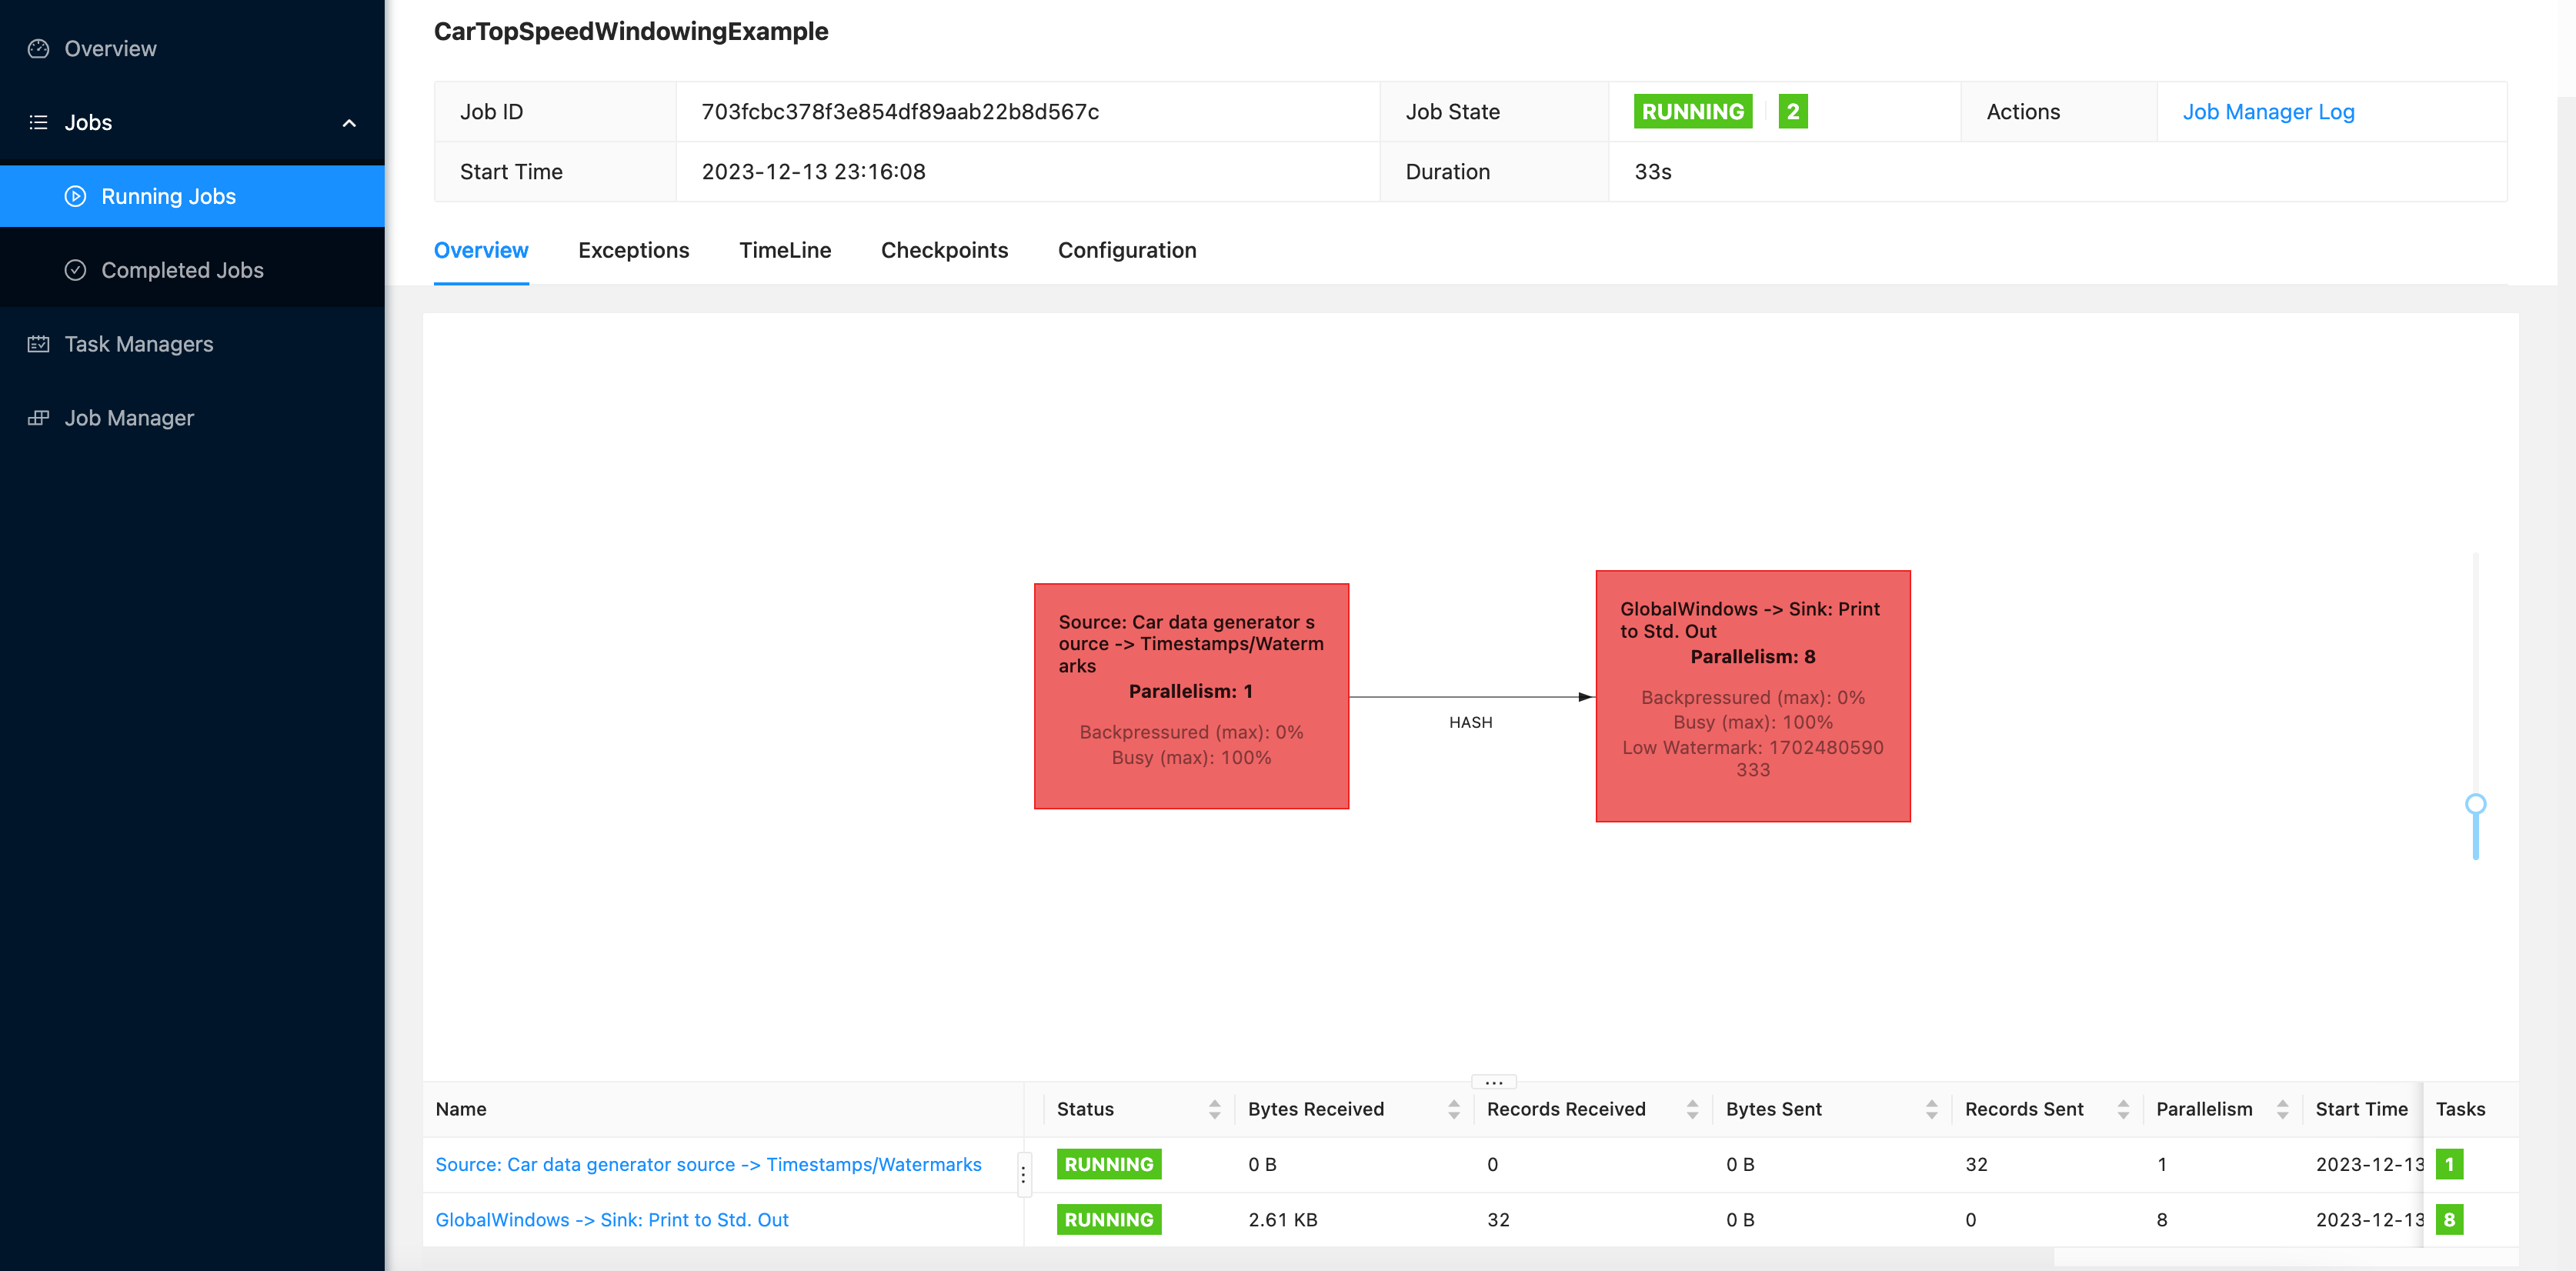 Overview
Jobs
Running Jobs
Completed Jobs
Task Managers
Job Manager
CarTopSpeedWindowingExample
Job ID 703fcbc378f3e854df89aab22b8d567c Job State RUNNING 2 Actions Job Manager Log
Start Time 2023-12-13 23:16:08 Duration 33s
Overview Exceptions TimeLine Checkpoints Configuration
Source: Car data generator s
ource -> Timestamps/Waterm
arks
Parallelism: 1
Backpressured (max): 0%
Busy (max): 100%
HASH
GlobalWindows -> Sink: Print
to Std. Out
Parallelism: 8
Backpressured (max): 0%
Busy (max): 100%
Low Watermark: 1702480590
333
Name Status Bytes Received Records Received Bytes Sent Records Sent Parallelism Start Time Tasks
Source: Car data generator source -> Timestamps/Watermarks RUNNING 0 B 0 0 B 32 1 2023-12-13 1
GlobalWindows -> Sink: Print to Std. Out RUNNING 2.61 KB 32 0 B 0 8 2023-12-13 8